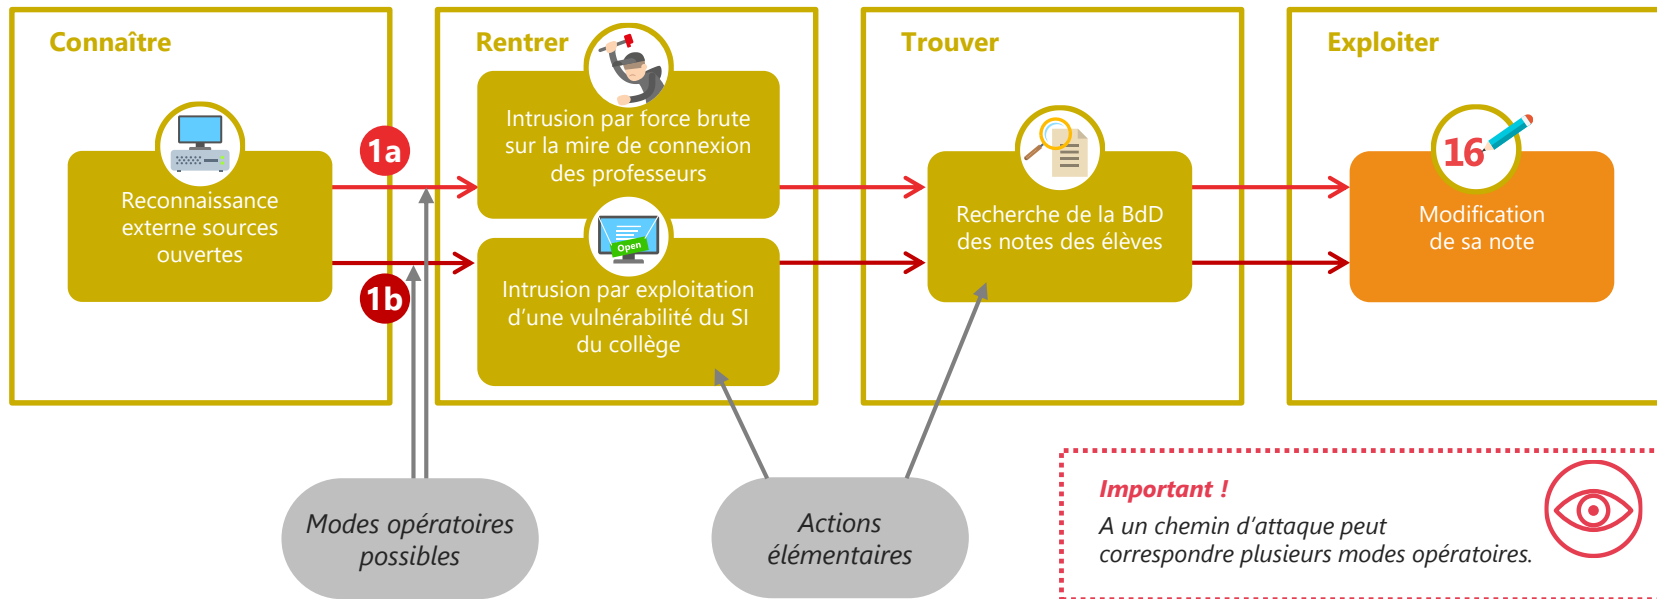 Connaître
Reconnaissance
externe sources
ouvertes
1a
1b
Rentrer
Intrusion par force brute
sur la mire de connexion
des professeurs
Open
Intrusion par exploitation
d’une vulnérabilité du SI
du collège
Trouver
Recherche de la BdD
des notes des élèves
Exploiter
16
Modification
de sa note
Modes opératoires
possibles
Actions
élémentaires
Important !
A un chemin d’attaque peut
correspondre plusieurs modes opératoires.